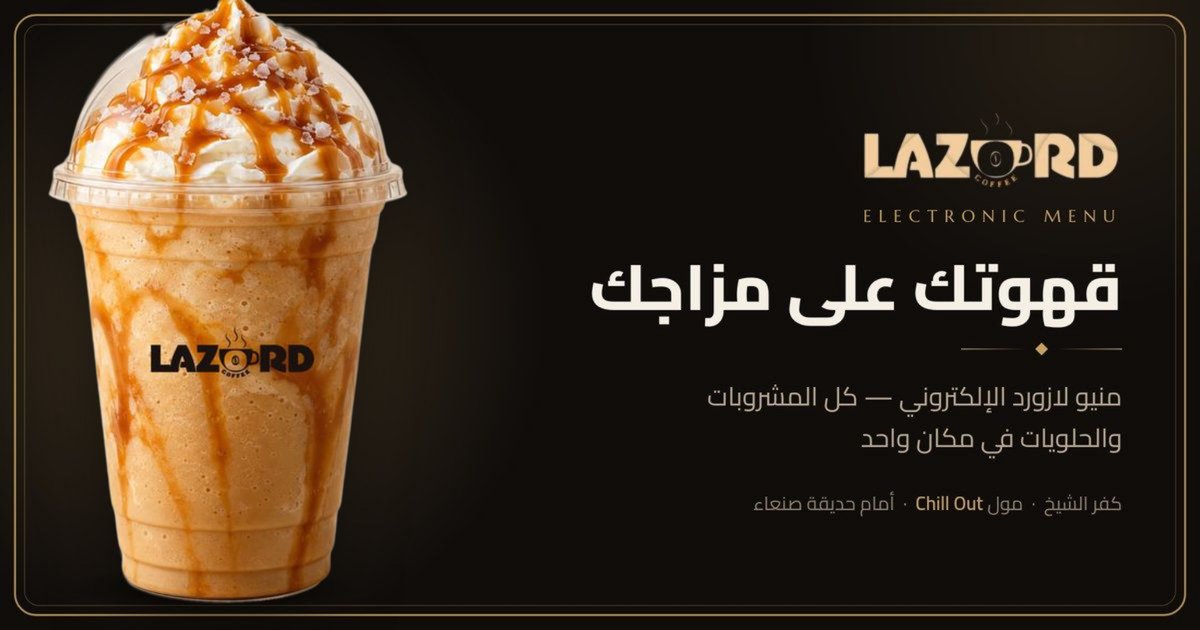 LAZORD
COFFEE
ELECTRONIC MENU
قهوتك على مزاجك
منيو لازورد الإلكتروني — كل المشروبات
والحلويات في مكان واحد
كفر الشيخ · مول Chill Out · أمام حديقة صنعاء
LAZORD
COFFEE